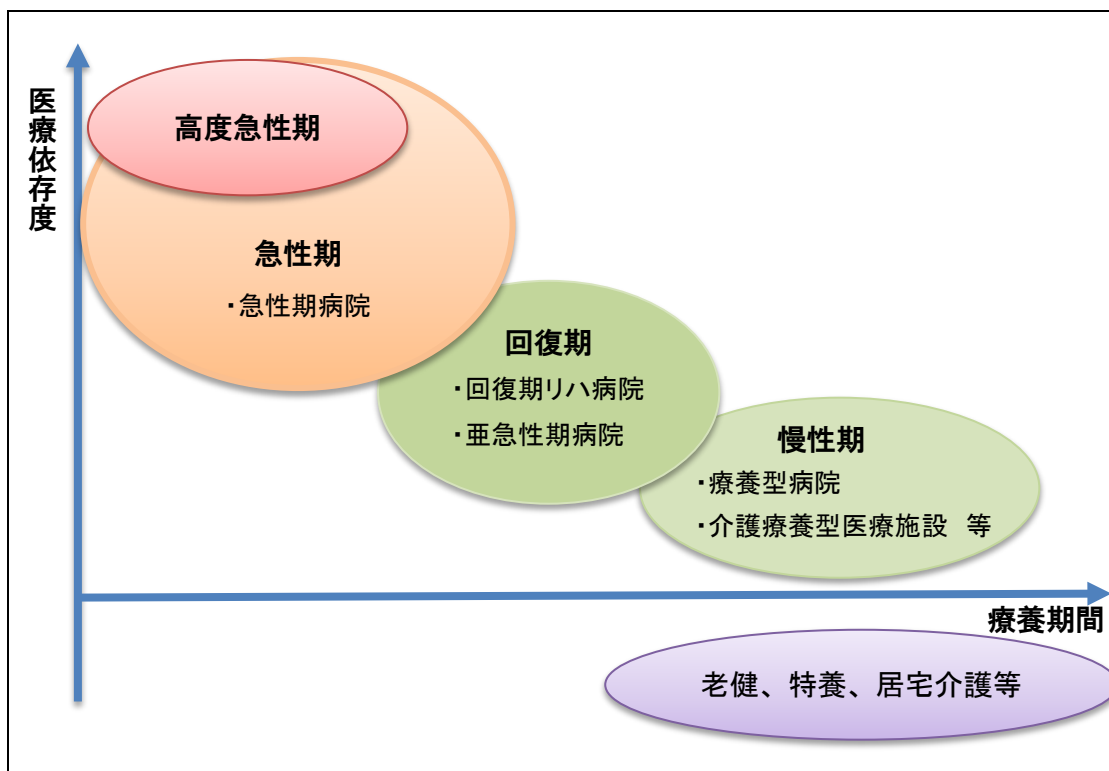 医療依存度
高度急性期
急性期
・急性期病院
回復期
・回復期リハ病院
・亜急性期病院
慢性期
・療養型病院
・介護療養型医療施設　等
療養期間
老健、特養、居宅介護等